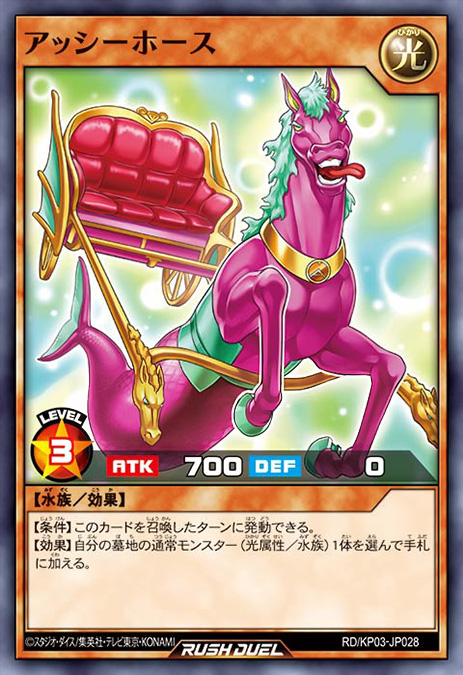 アッシーホース
ひかり
光
LEVEL
3
ATK 700 DEF 0
【水族/効果】
【条件】このカードを召喚したターンに発動できる。
【効果】自分の墓地の通常モンスター(光属性/水族)1体を選んで手札
に加える。
©スタジオ・ダイス/集英社・テレビ東京・KONAMI
RUSH DUEL
RD/KP03-JP028